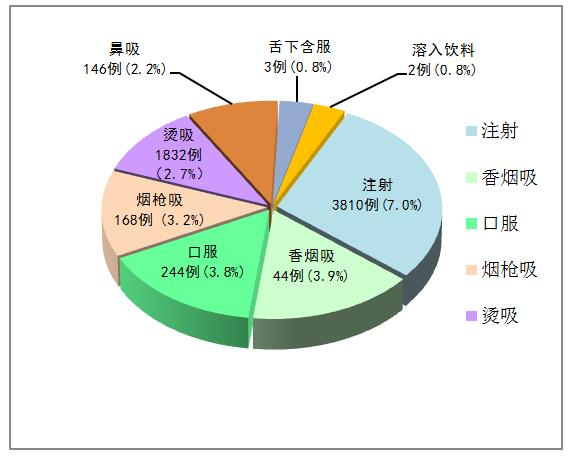 鼻吸
146例(2.2%)
舌下含服
3例(0.8%)
溶入饮料
2例(0.8%)
烫吸
1832例
(2.7%)
注射
3810例(7.0%)
烟枪吸
168例(3.2%)
口服
244例(3.8%)
香烟吸
44例(3.9%)
注射
香烟吸
口服
烟枪吸
烫吸